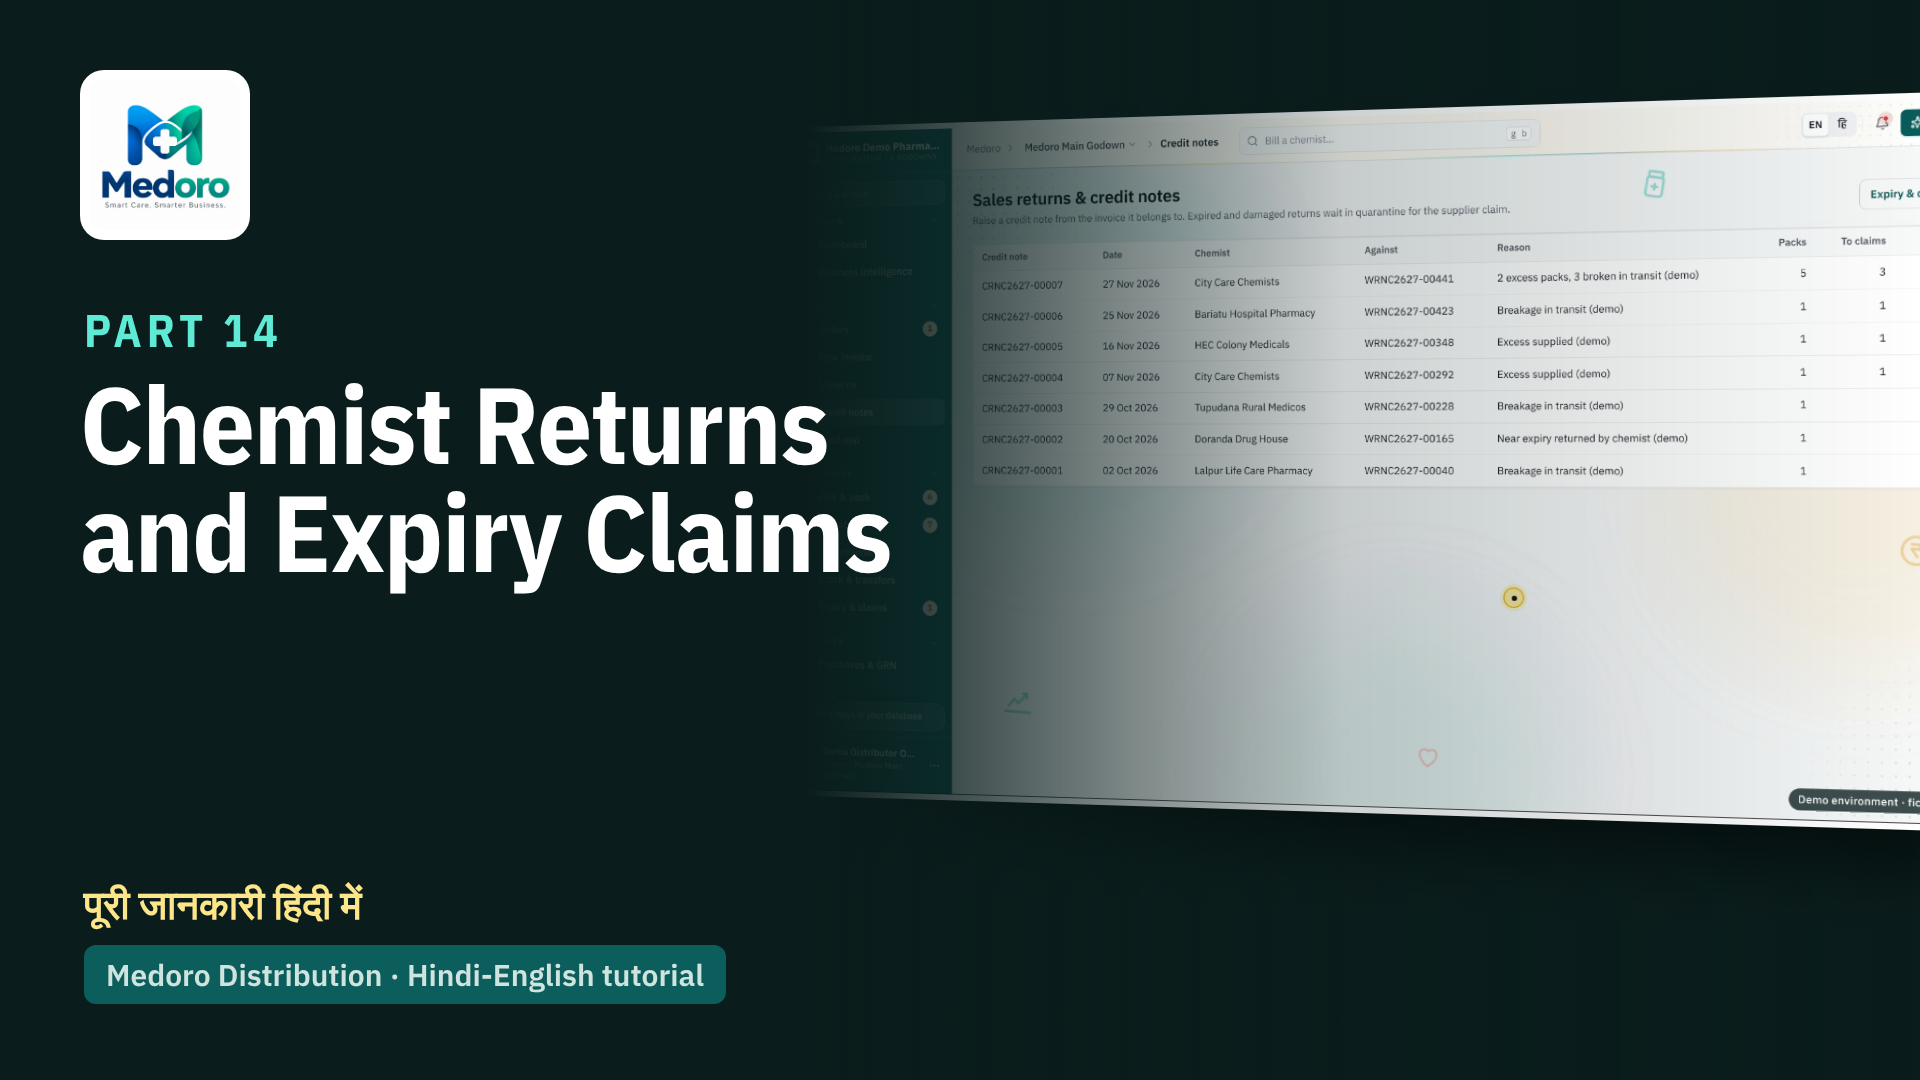 Medoro
Smart Care. Smarter Business.
PART 14
Chemist Returns
and Expiry Claims
पूरी जानकारी हिंदी में
Medoro Distribution · Hindi-English tutorial
Medoro Demo Pharma...
Medoro > Medoro Main Godown > Credit notes
Bill a chemist...
g b
EN हि
Sales returns & credit notes
Raise a credit note from the invoice it belongs to. Expired and damaged returns wait in quarantine for the supplier claim.
Expiry &
Credit note Date Chemist Against Reason Packs To claims
CRNC2627-00007 27 Nov 2026 City Care Chemists WRNC2627-00441 2 excess packs, 3 broken in transit (demo) 5 3
CRNC2627-00006 25 Nov 2026 Bariatu Hospital Pharmacy WRNC2627-00423 Breakage in transit (demo) 1 1
CRNC2627-00005 16 Nov 2026 HEC Colony Medicals WRNC2627-00348 Excess supplied (demo) 1 1
CRNC2627-00004 07 Nov 2026 City Care Chemists WRNC2627-00292 Excess supplied (demo) 1 1
CRNC2627-00003 29 Oct 2026 Tupudana Rural Medicos WRNC2627-00228 Breakage in transit (demo) 1
CRNC2627-00002 20 Oct 2026 Doranda Drug House WRNC2627-00165 Near expiry returned by chemist (demo) 1
CRNC2627-00001 02 Oct 2026 Lalpur Life Care Pharmacy WRNC2627-00040 Breakage in transit (demo) 1
Demo environment